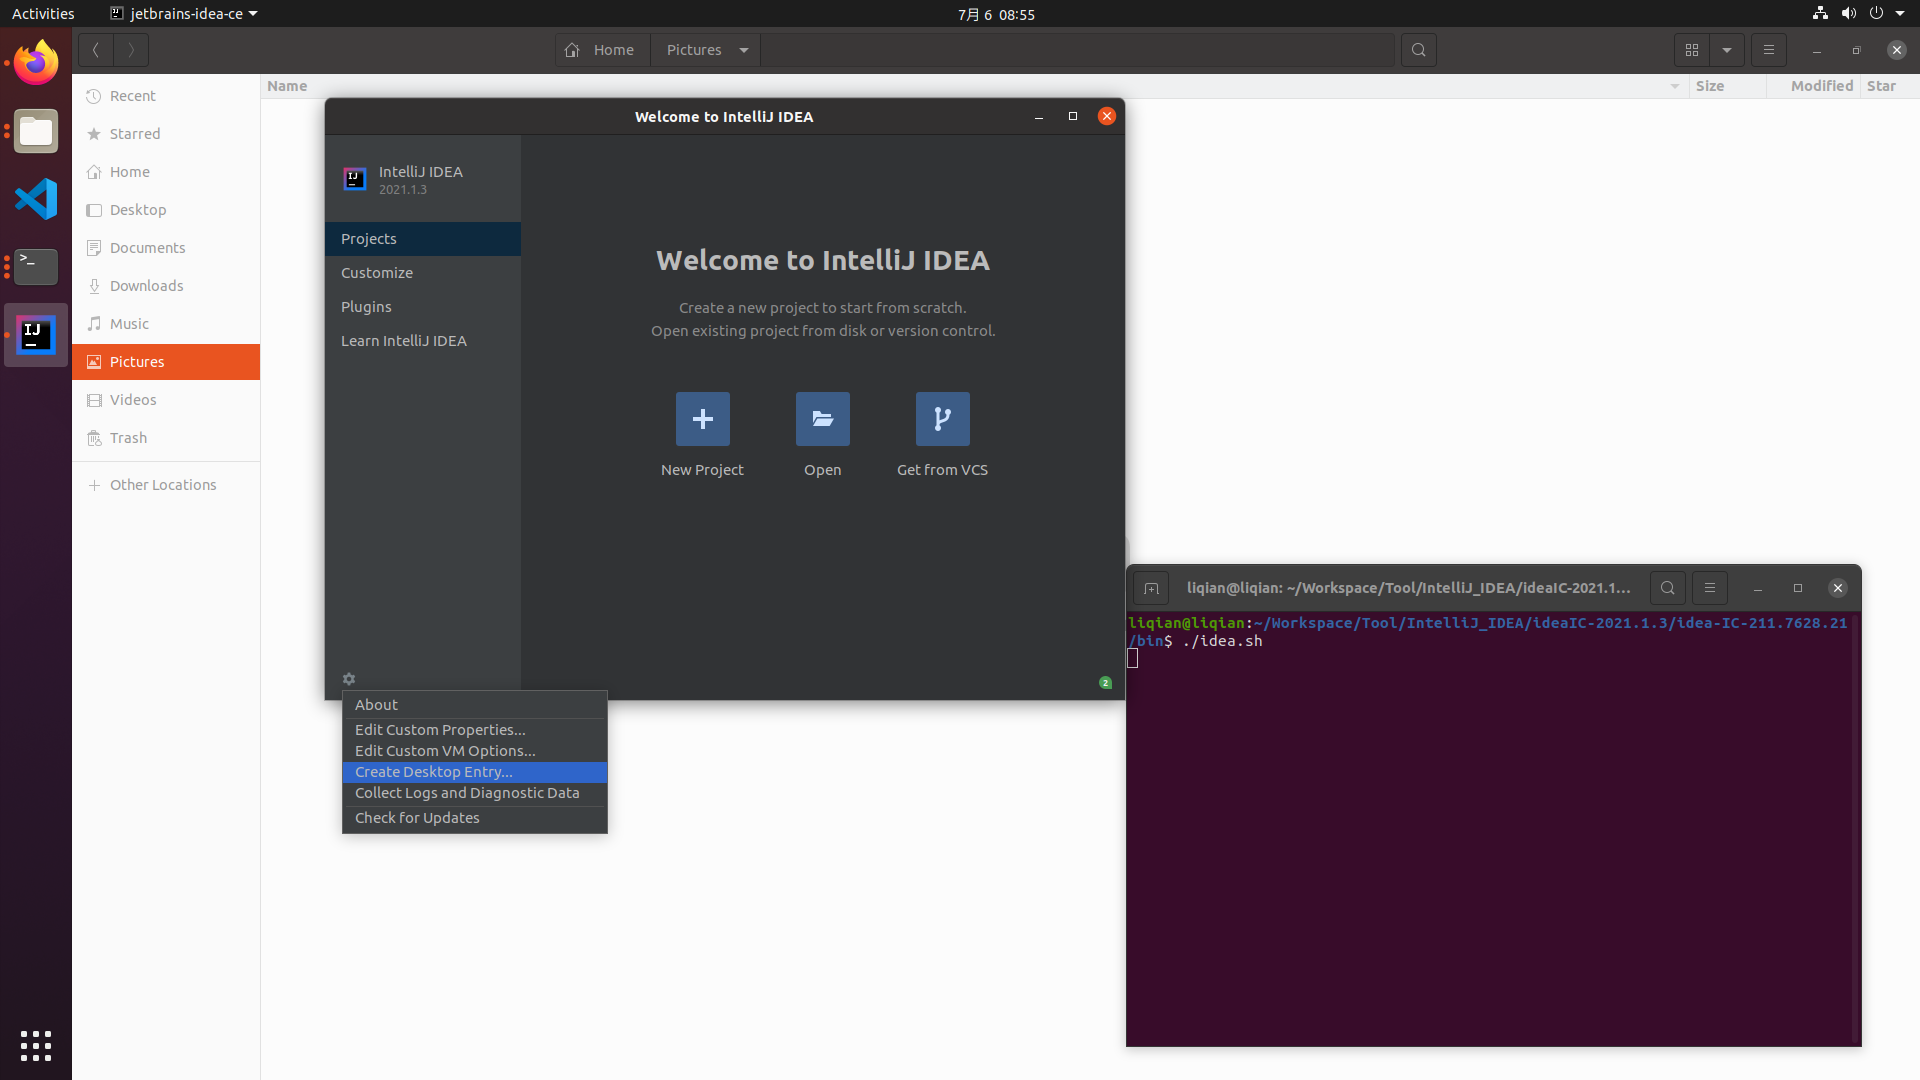 Activities
jetbrains-idea-ce
7月 6 08:55
Home
Pictures
Name
Size
Modified
Star
Recent
Starred
Home
Desktop
Documents
Downloads
Music
Pictures
Videos
Trash
Other Locations
Welcome to IntelliJ IDEA
IJ
IntelliJ IDEA
2021.1.3
Projects
Customize
Plugins
Learn IntelliJ IDEA
Welcome to IntelliJ IDEA
Create a new project to start from scratch.
Open existing project from disk or version control.
New Project
Open
Get from VCS
2
About
Edit Custom Properties...
Edit Custom VM Options...
Create Desktop Entry...
Collect Logs and Diagnostic Data
Check for Updates
liqian@liqian: ~/Workspace/Tool/IntelliJ_IDEA/ideaIC-2021.1...
liqian@liqian:~/Workspace/Tool/IntelliJ_IDEA/ideaIC-2021.1.3/idea-IC-211.7628.21
/bin$ ./idea.sh
>_
IJ